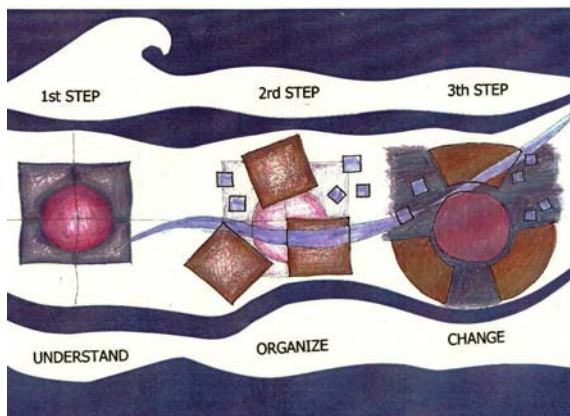 1st STEP
2rd STEP
3th STEP
UNDERSTAND
ORGANIZE
CHANGE